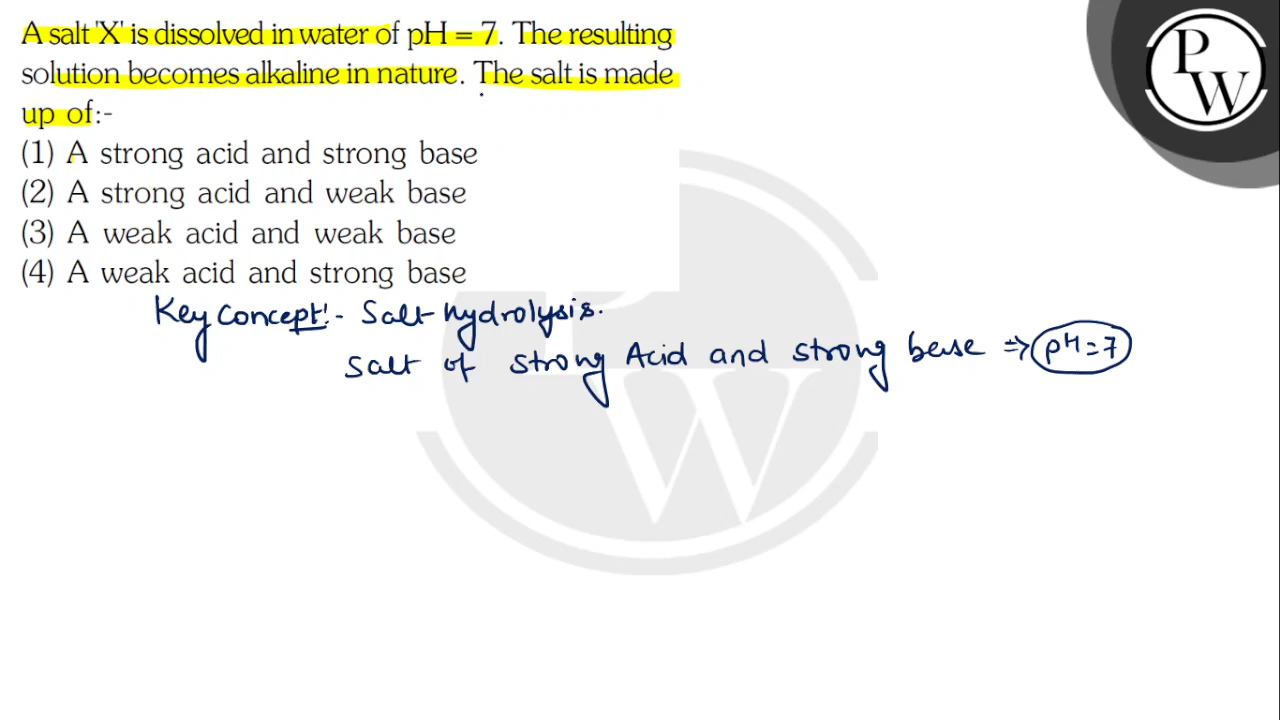 A salt 'X' is dissolved in water of pH = 7. The resulting
solution becomes alkaline in nature. The salt is made
up of:-
(1) A strong acid and strong base
(2) A strong acid and weak base
(3) A weak acid and weak base
(4) A weak acid and strong base
Key concept:- Salt hydrolysis.
Salt of strong Acid and strong base ⇒ pH=7
PW
PW